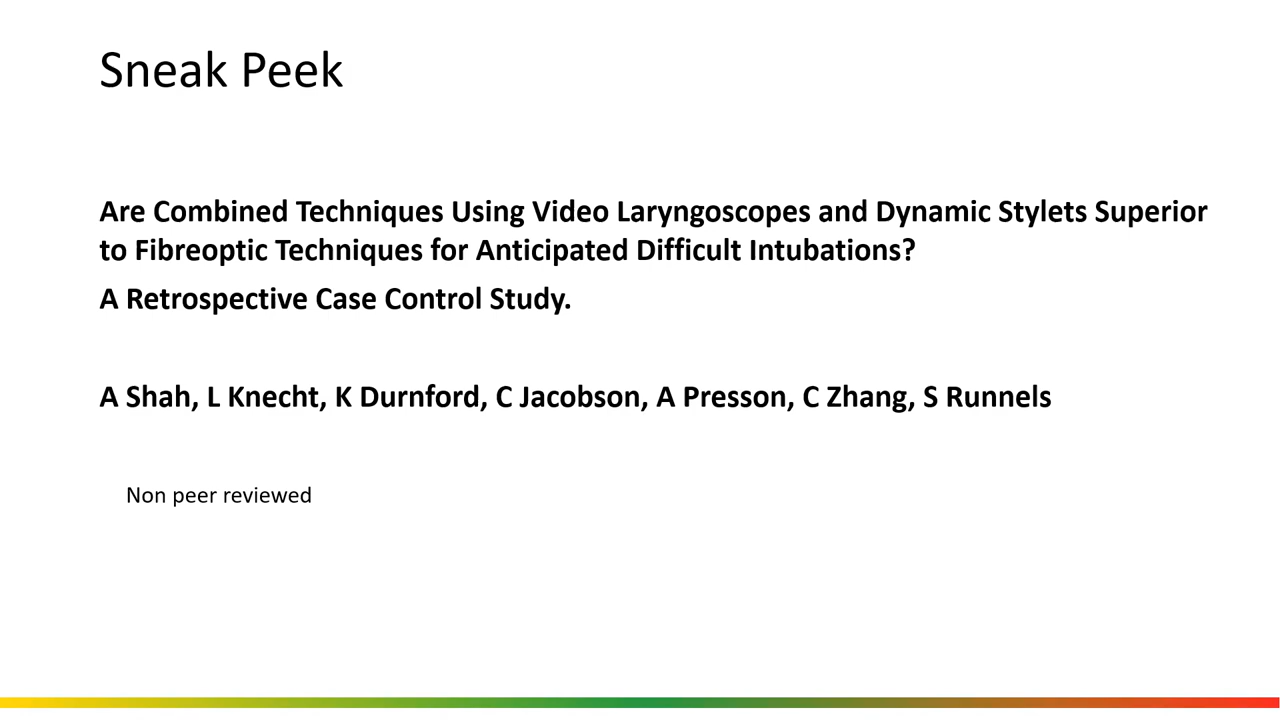 Sneak Peek
Are Combined Techniques Using Video Laryngoscopes and Dynamic Stylets Superior
to Fibreoptic Techniques for Anticipated Difficult Intubations?
A Retrospective Case Control Study.
A Shah, L Knecht, K Durnford, C Jacobson, A Presson, C Zhang, S Runnels
Non peer reviewed